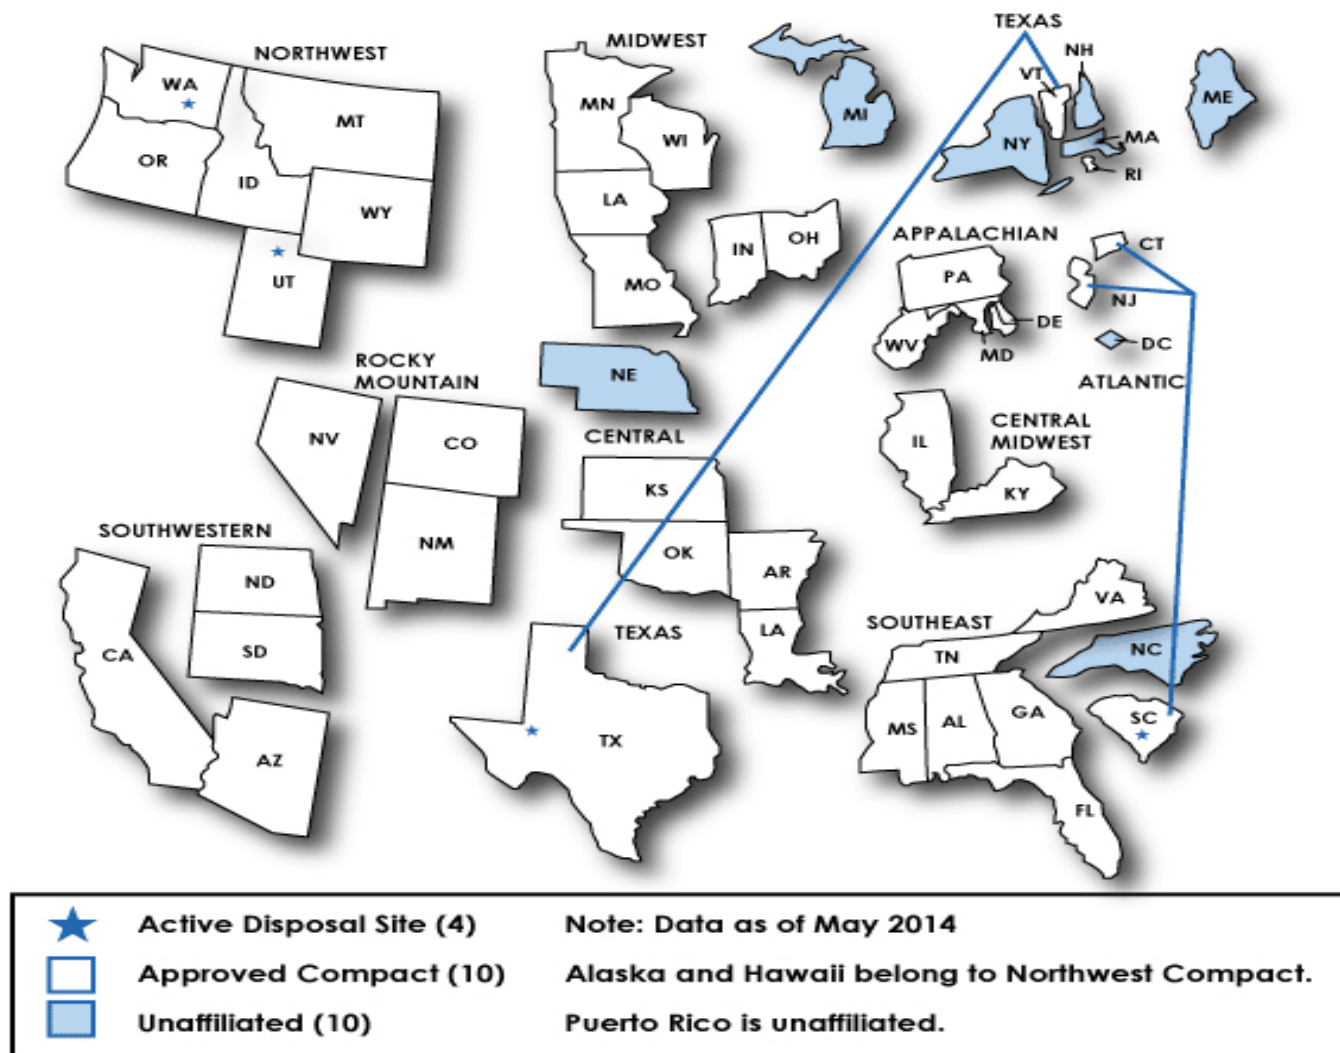 TEXAS
NORTHWEST
MIDWEST
NH
VT
WA
MT
OR
ID
WY
UT
MN
WI
LA
MO
IN
OH
MI
NY
MA
RI
ME
APPALACHIAN
PA
WV
MD
DE
CT
NJ
DC
ATLANTIC
ROCKY
MOUNTAIN
NV
CO
NM
NE
CENTRAL
KS
OK
AR
LA
IL
CENTRAL
MIDWEST
KY
SOUTHWESTERN
CA
ND
SD
AZ
TEXAS
TX
SOUTHEAST
VA
TN
NC
MS
AL
GA
SC
FL
Active Disposal Site (4)
Note: Data as of May 2014
Approved Compact (10)
Alaska and Hawaii belong to Northwest Compact.
Unaffiliated (10)
Puerto Rico is unaffiliated.